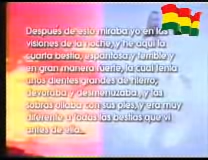 Después de esto miraba yo en las
visiones de la noche, y he aquí la
cuarta bestia, espantosa y terrible y
en gran manera fuerte, la cual tenía
unos dientes grandes de hierro;
devoraba y desmenuzaba, y las
sobras hollaba con sus pies, y era muy
diferente a todas las bestias que vi
antes de ella...